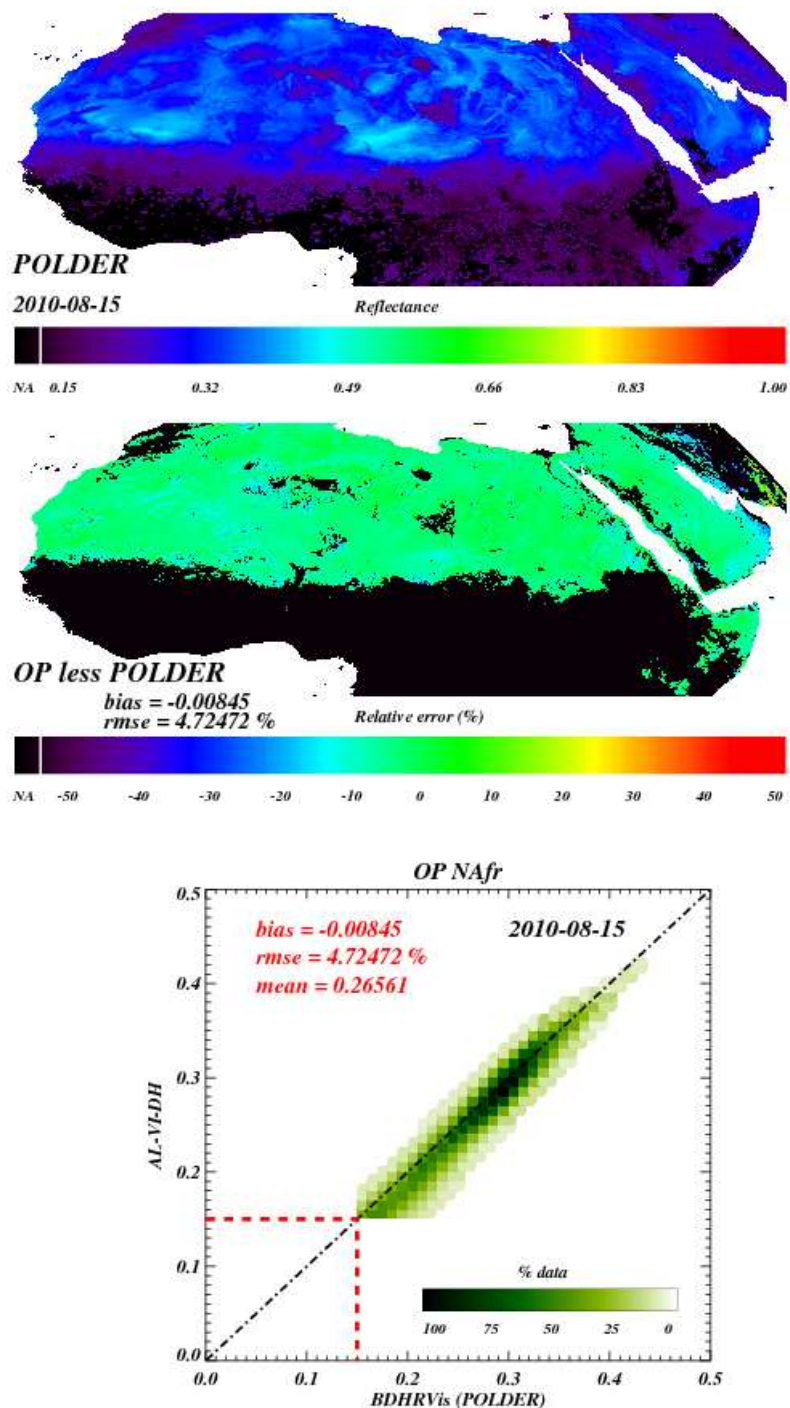 POLDER
2010-08-15
Reflectance
NA 0.15 0.32 0.49 0.66 0.83 1.00
OP less POLDER
bias = -0.00845
rmse = 4.72472 %
Relative error (%)
NA -50 -40 -30 -20 -10 0 10 20 30 40 50
OP NAfr
0.5
bias = -0.00845
2010-08-15
rmse = 4.72472 %
mean = 0.26561
0.4
0.3
AL-VI-DH
0.2
0.1
% data
100 75 50 25 0
0.0
0.0 0.1 0.2 0.3 0.4 0.5
BDHRVis (POLDER)